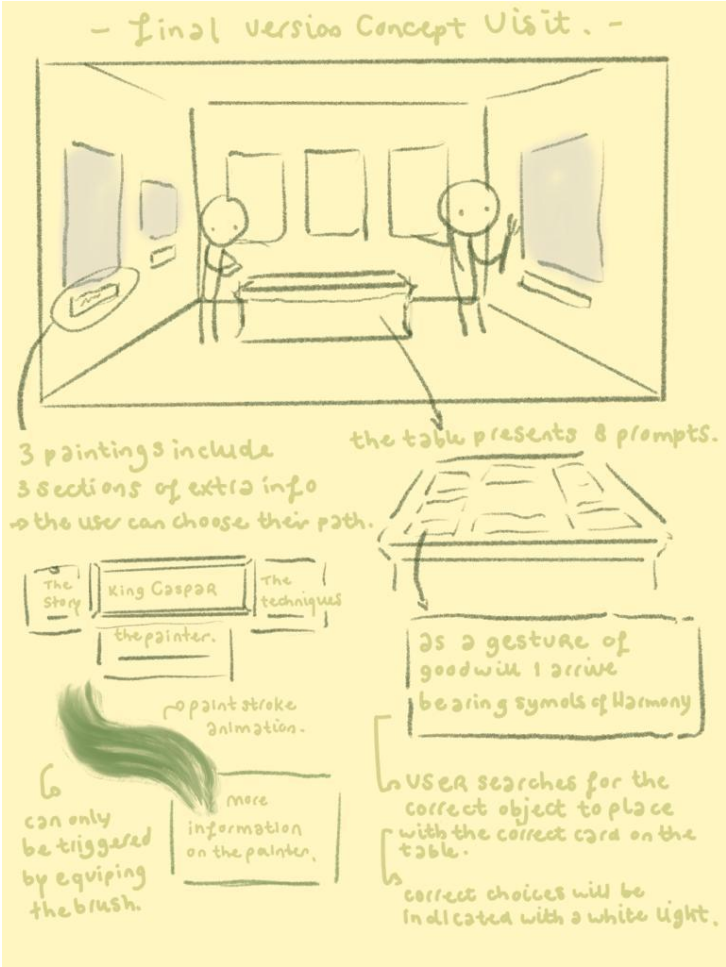 - final version Concept Visit. -
3 paintings include
3 sections of extra info
→ the user can choose their path.
the table presents 8 prompts.
The
Story
King Caspar
The
techniques
the painter.
as a gesture of
goodwill I arrive
bearing symols of Harmony
paint stroke
animation.
can only
be triggered
by equiping
the brush.
more
information
on the painter.
USER searches for the
correct object to place
with the correct card on the
table.
correct choices will be
indicated with a white light.